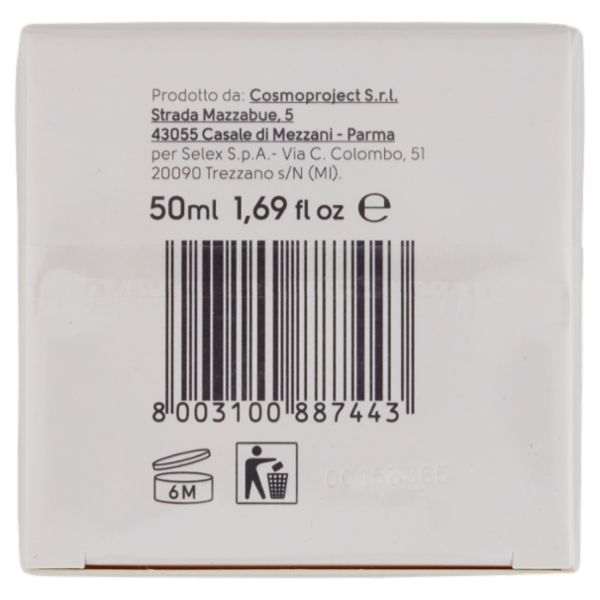 Prodotto da: Cosmoproject S.r.l.
Strada Mazzabue, 5
43055 Casale di Mezzani - Parma
per Selex S.p.A.- Via C. Colombo, 51
20090 Trezzano s/N (MI).
50ml 1,69 fl oz ℮
8 003100 887443
6M